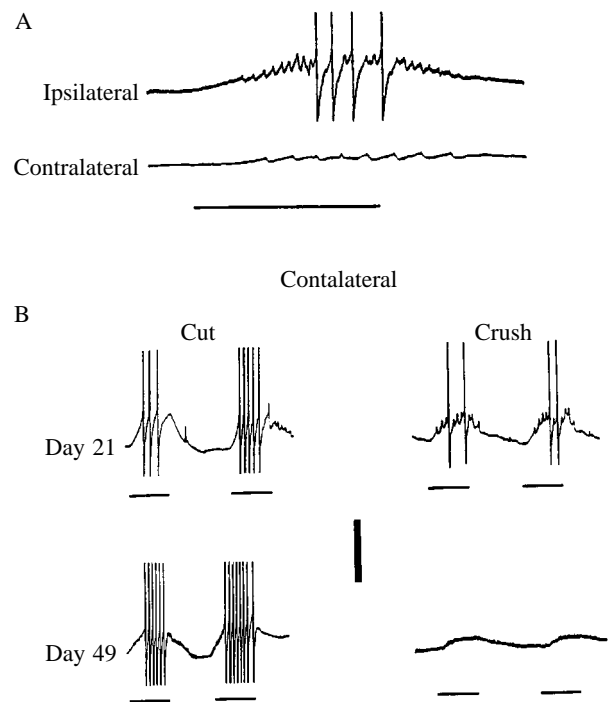 A
Ipsilateral
Contralateral
Contalateral
B
Cut Crush
Day 21
Day 49